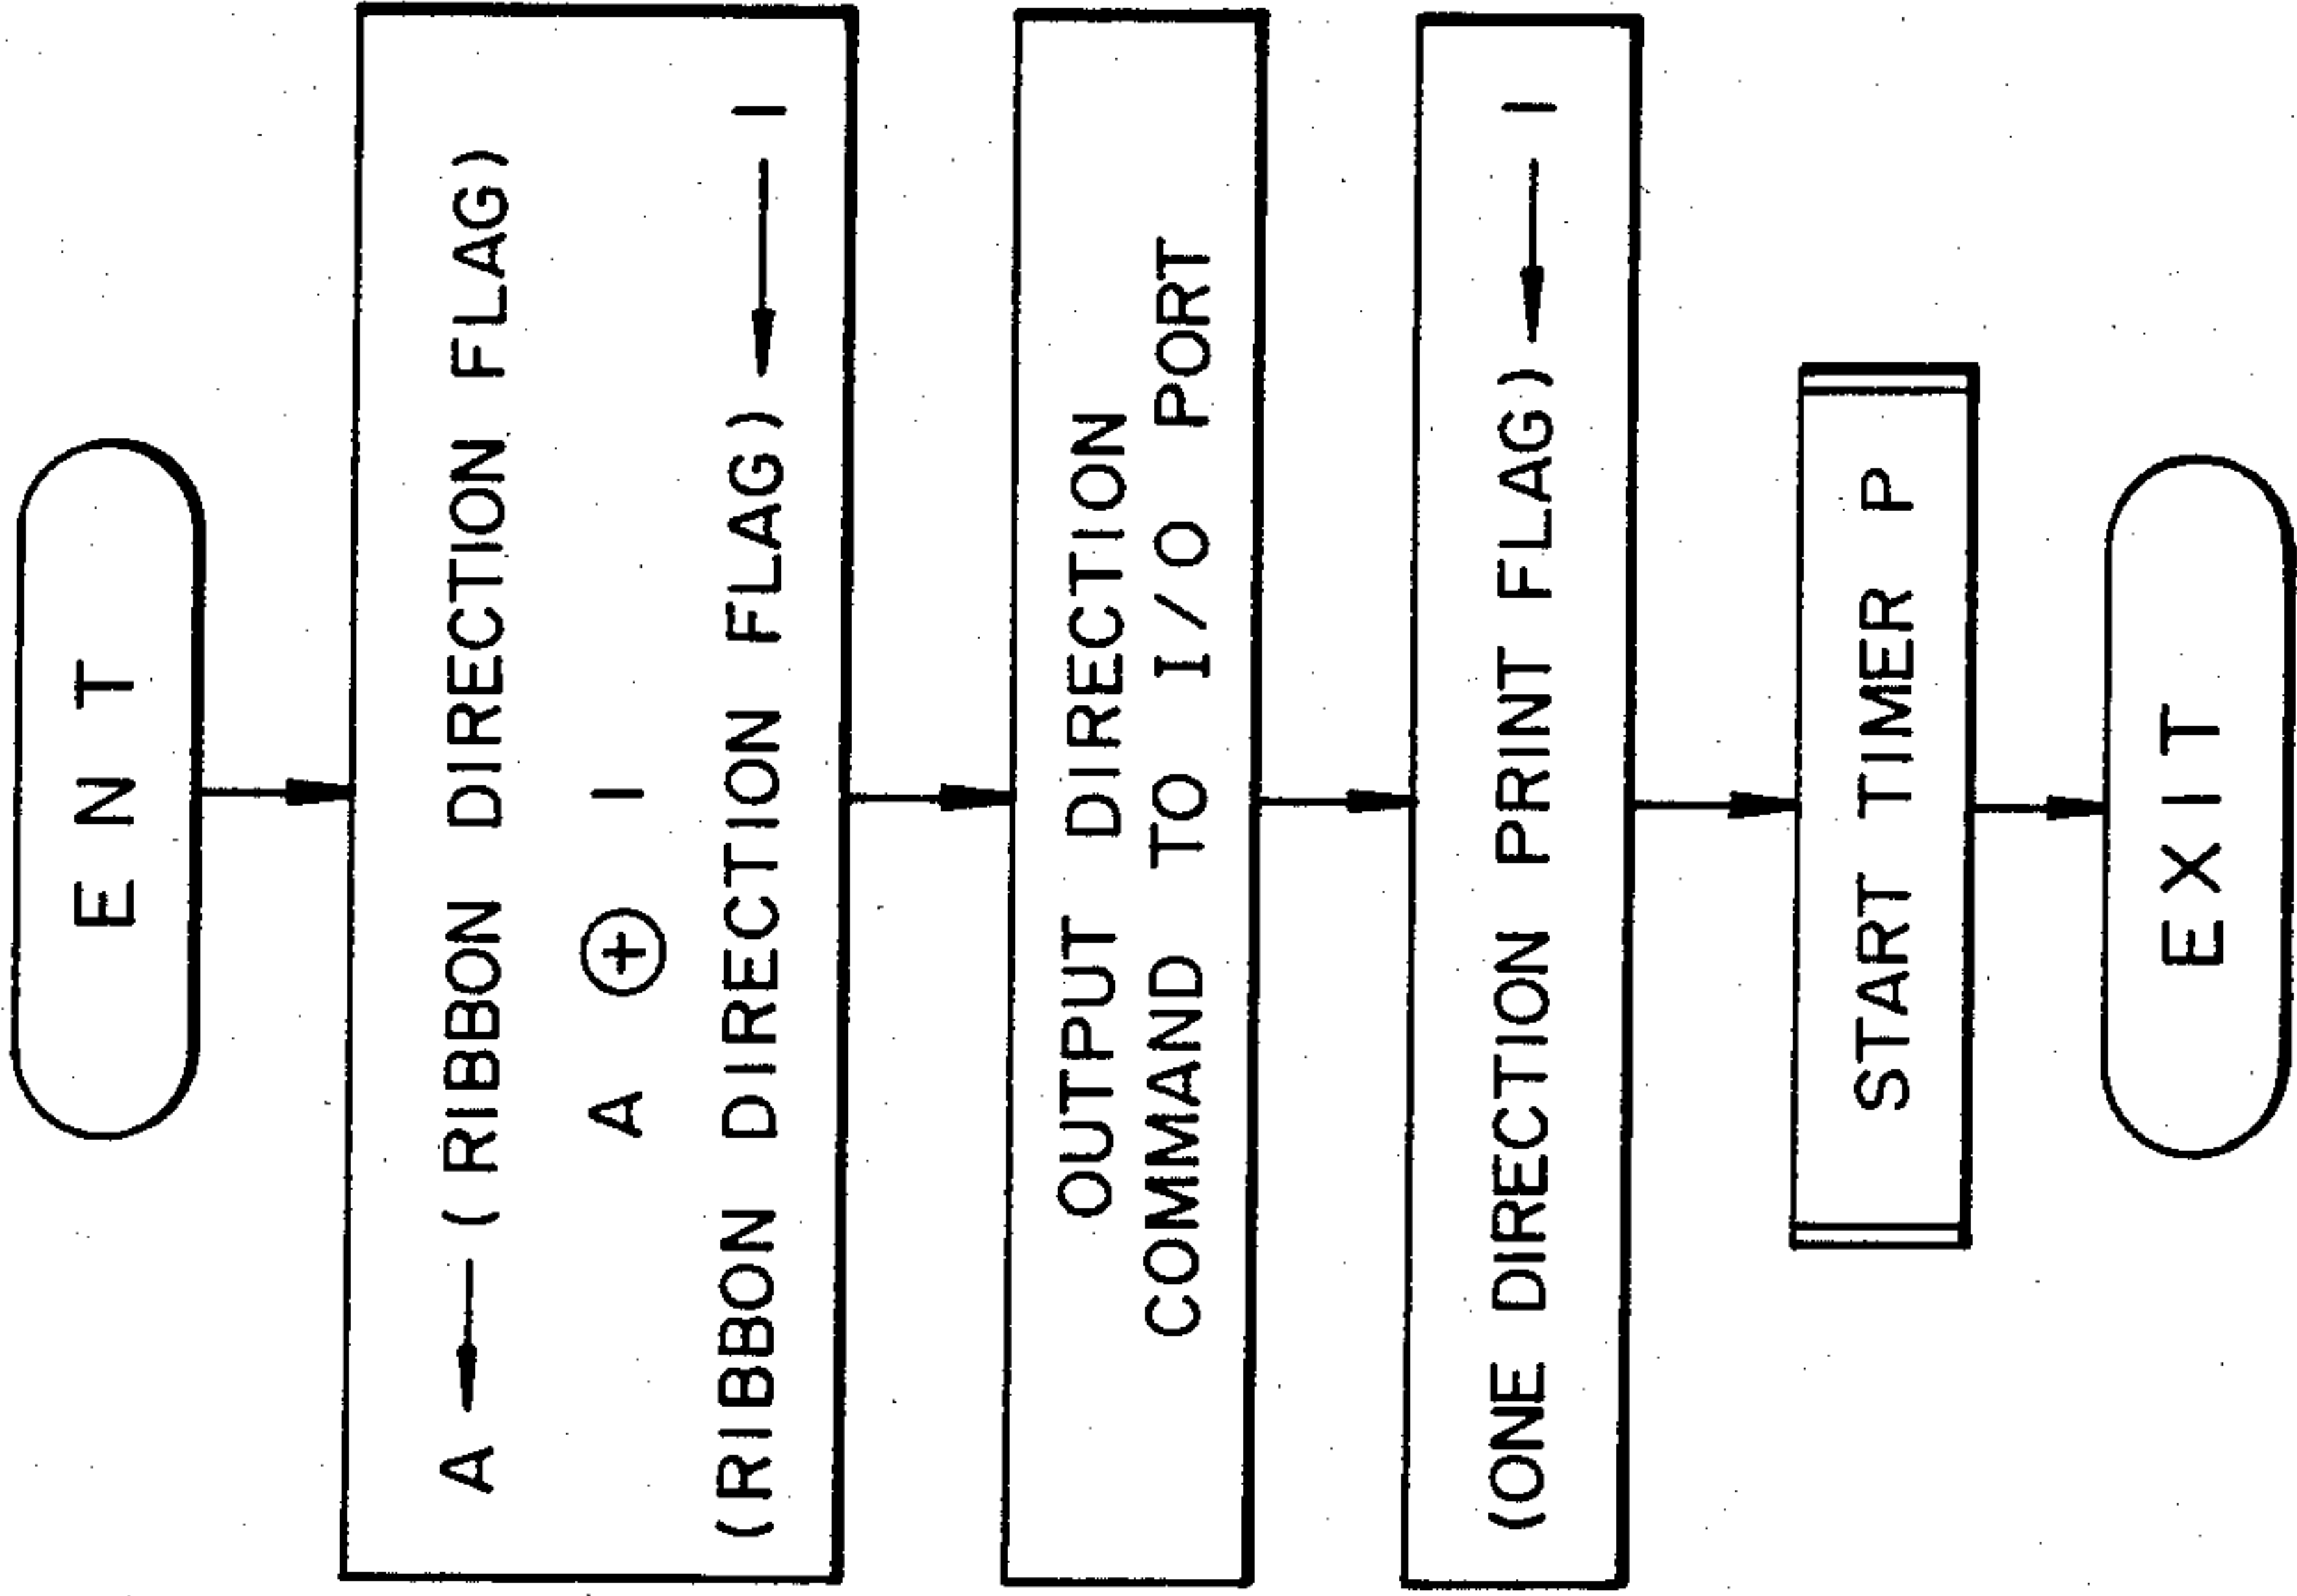 ENT
A ← (RIBBON DIRECTION FLAG)
A ⊕ 1
(RIBBON DIRECTION FLAG) ← 1
OUTPUT DIRECTION
COMMAND TO I/O PORT
(ONE DIRECTION PRINT FLAG) ← 1
START TIMER P
EXIT